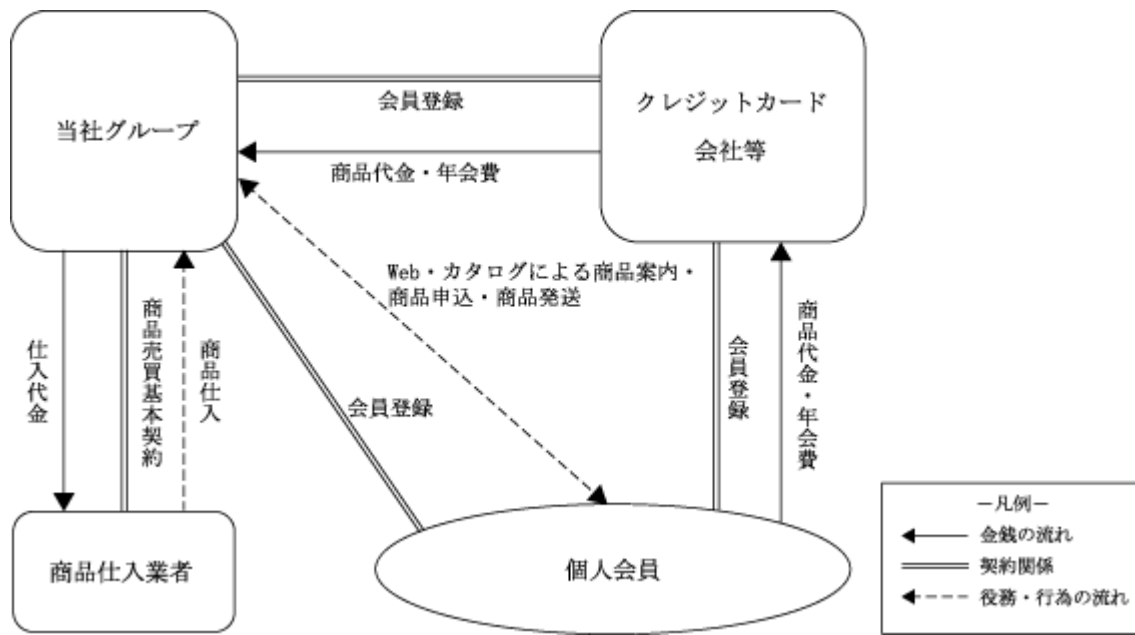 当社グループ
クレジットカード
会社等
会員登録
商品代金・年会費
Web・カタログによる商品案内・
商品申込・商品発送
仕入代金
商品売買基本契約
商品仕入
会員登録
会員登録
商品代金・年会費
商品仕入業者
個人会員
―凡例―
金銭の流れ
契約関係
役務・行為の流れ